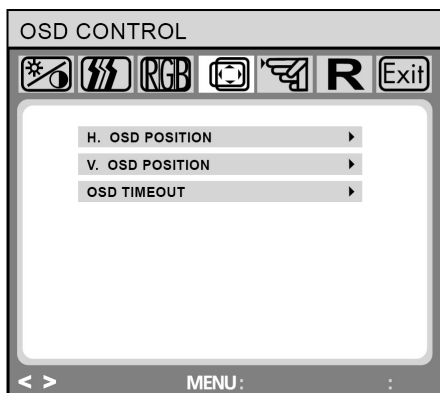 OSD CONTROL
RGB R Exit
H. OSD POSITION
V. OSD POSITION
OSD TIMEOUT
< > MENU : :